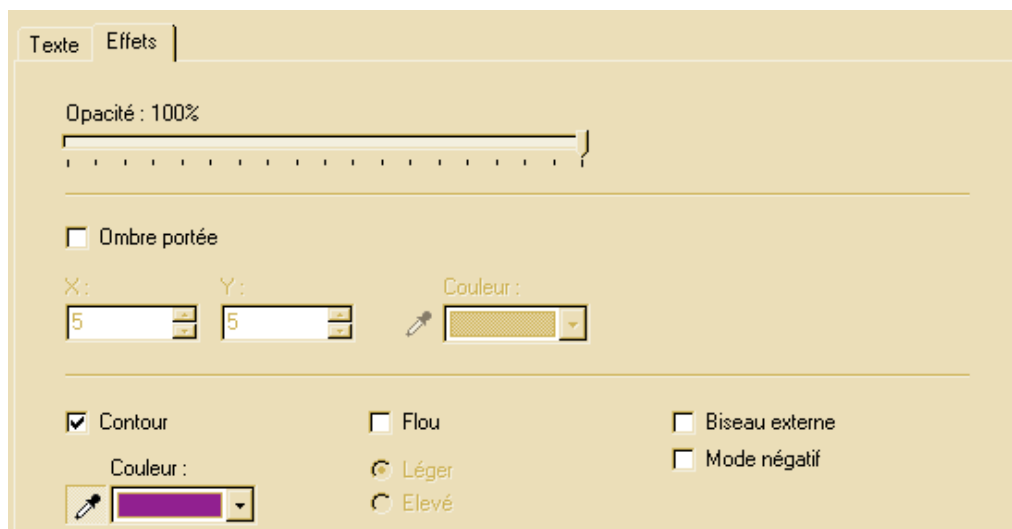 Texte Effets
Opacité : 100%
Ombre portée
X : Y : Couleur :
5 5
Contour Flou Biseau externe
Couleur : Léger Mode négatif
Elevé